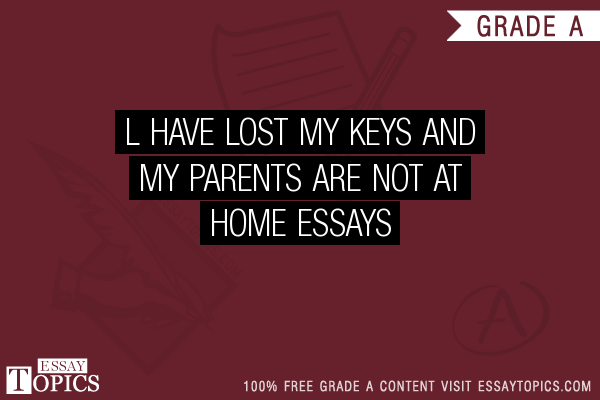 GRADE A
L HAVE LOST MY KEYS AND
MY PARENTS ARE NOT AT
HOME ESSAYS
A
ESSAY
TOPICS
100% FREE GRADE A CONTENT VISIT ESSAYTOPICS.COM